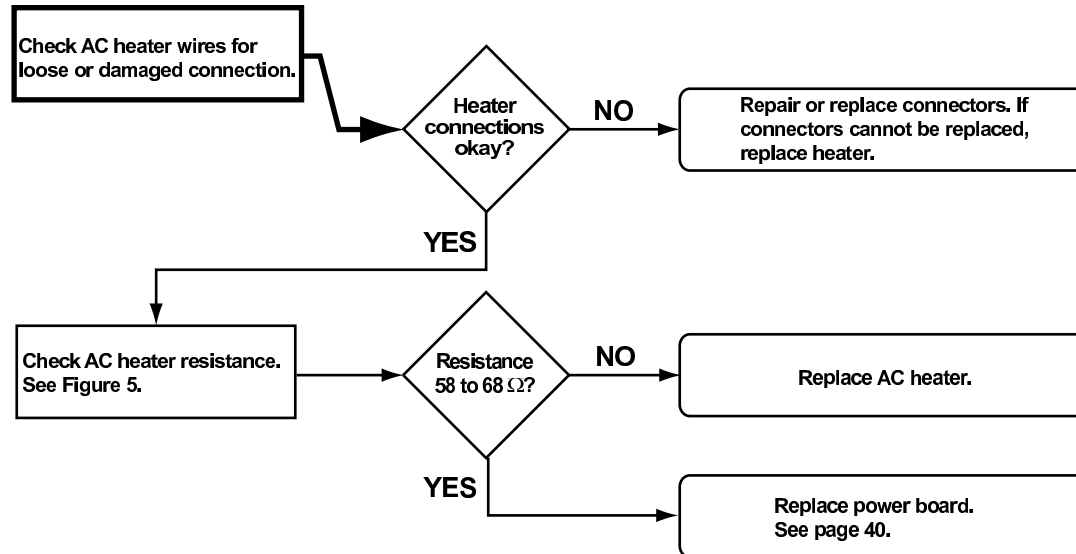 Check AC heater wires for
loose or damaged connection.
Heater
connections
okay?
NO
Repair or replace connectors. If
connectors cannot be replaced,
replace heater.
YES
Check AC heater resistance.
See Figure 5.
Resistance
58 to 68 Ω?
NO
Replace AC heater.
YES
Replace power board.
See page 40.